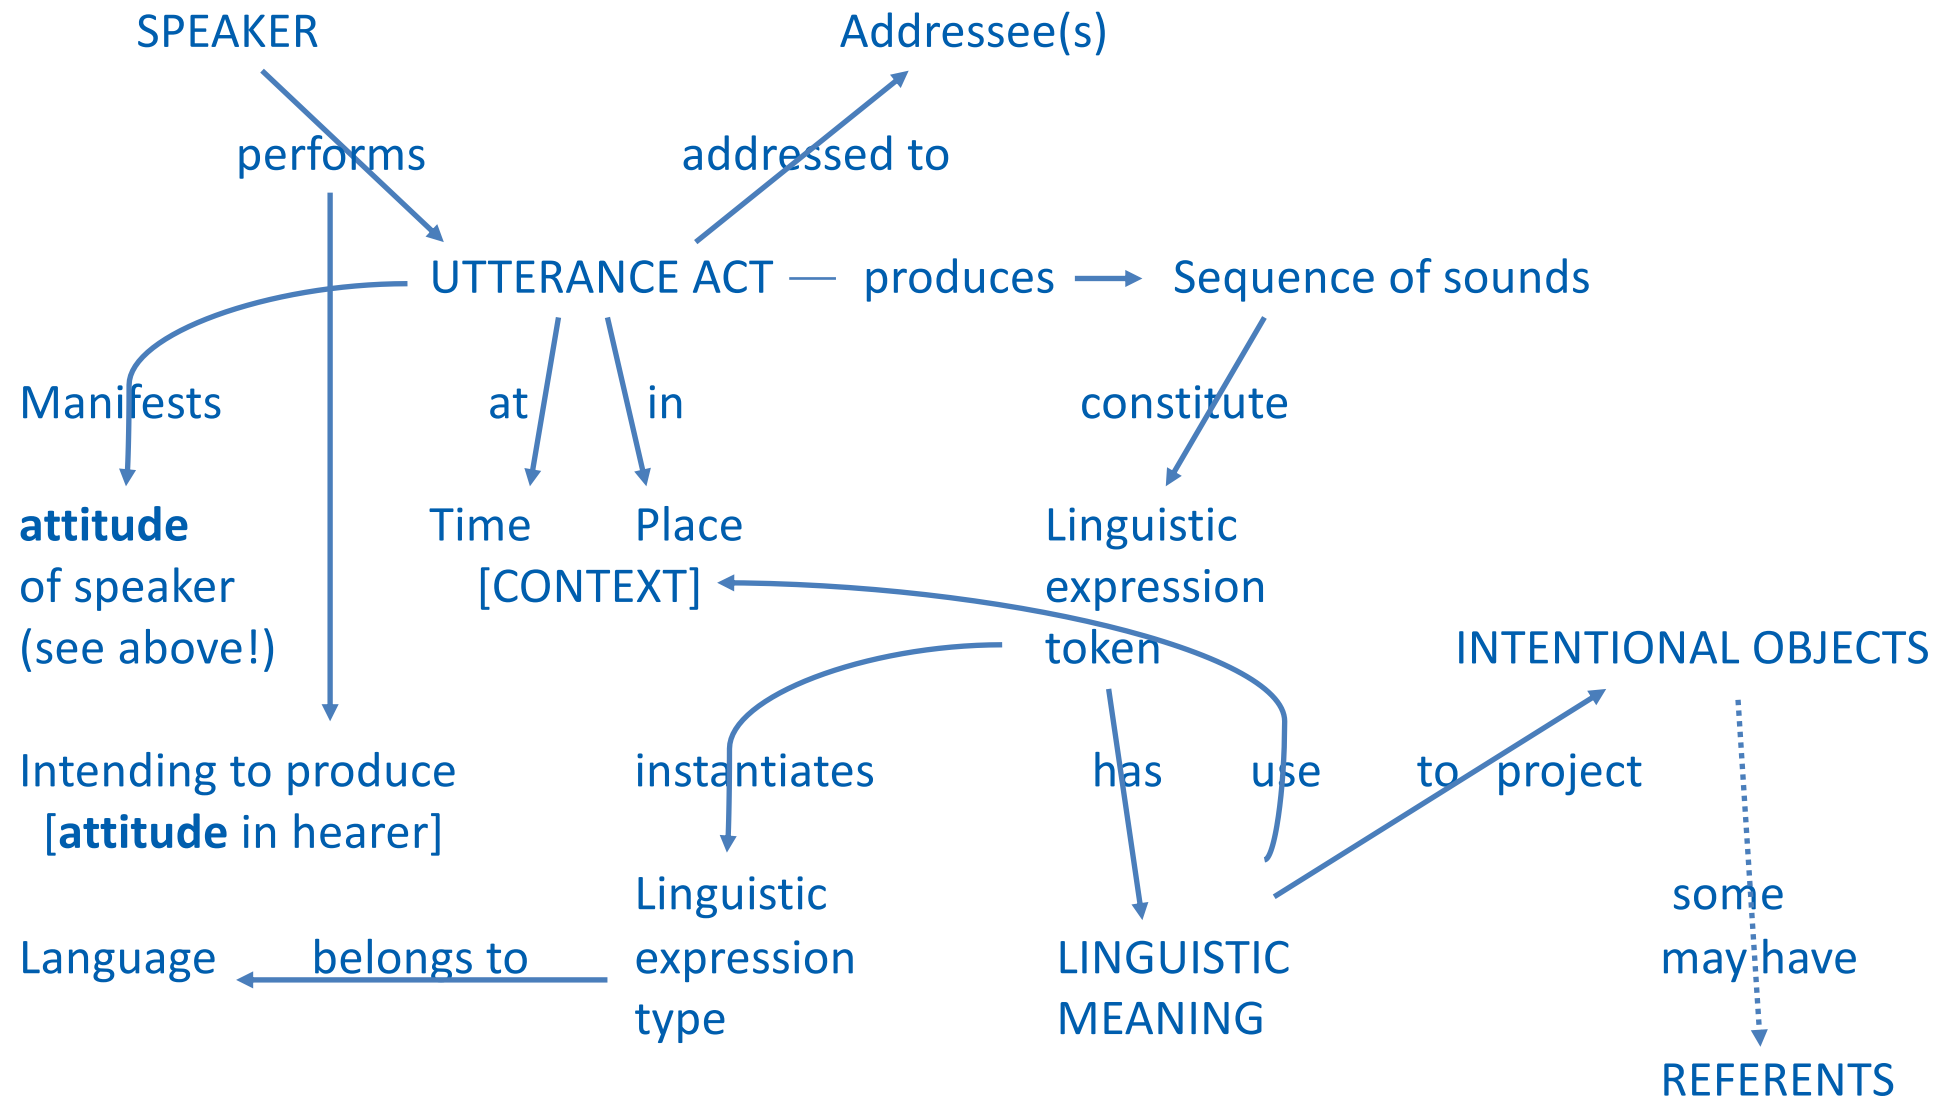 SPEAKER Addressee(s)
performs addressed to
UTTERANCE ACT produces Sequence of sounds
Manifests at in constitute
attitude Time Place Linguistic
of speaker [CONTEXT] expression
(see above!) token INTENTIONAL OBJECTS
Intending to produce instantiates has use to project
[attitude in hearer]
Linguistic some
Language belongs to expression LINGUISTIC may have
type MEANING
REFERENTS